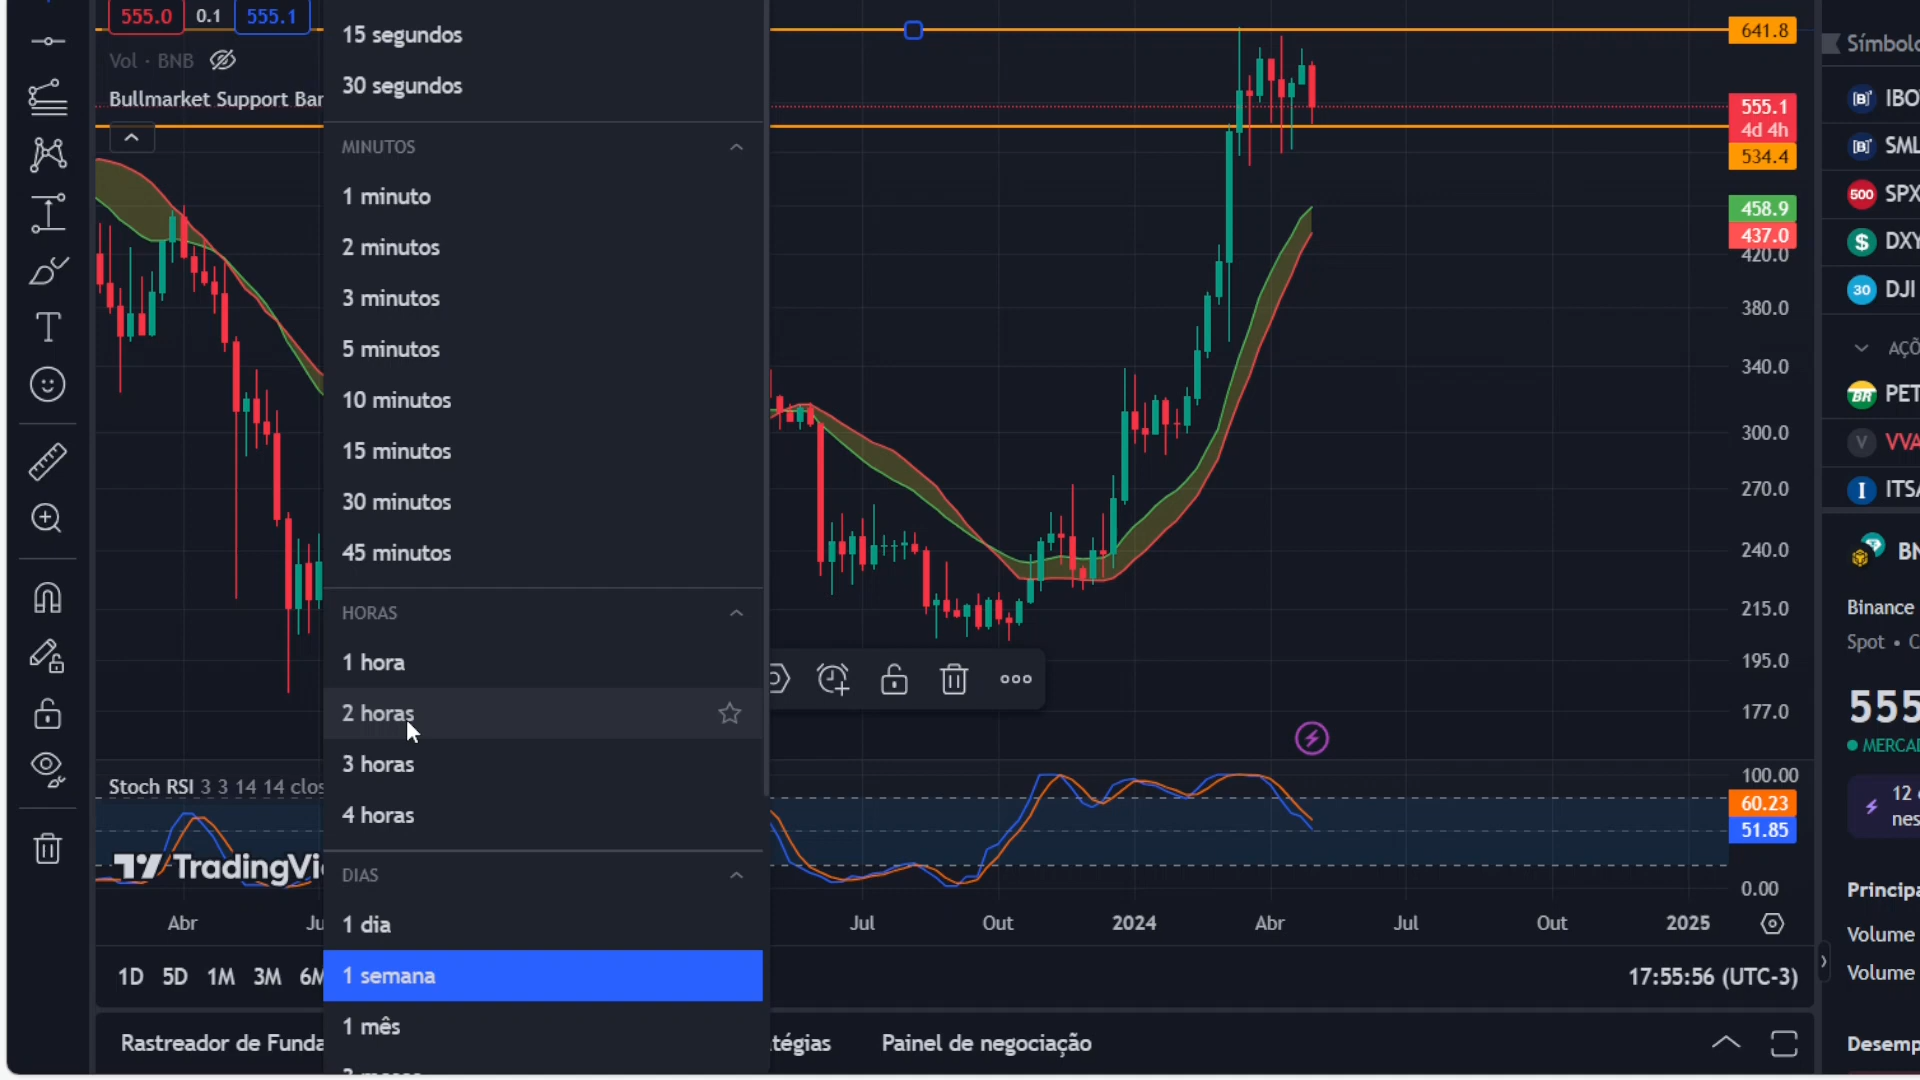 555.0 0.1 555.1
Vol · BNB
Bullmarket Support Bar
15 segundos
30 segundos
MINUTOS
1 minuto
2 minutos
3 minutos
5 minutos
10 minutos
15 minutos
30 minutos
45 minutos
HORAS
1 hora
2 horas
3 horas
4 horas
DIAS
1 dia
1 semana
1 mês
641.8
555.1
4d 4h
534.4
458.9
437.0
420.0
380.0
340.0
300.0
270.0
240.0
215.0
195.0
177.0
Stoch RSI 3 3 14 14 clos
100.00
60.23
51.85
0.00
TradingVi
Abr Ju Jul Out 2024 Abr Jul Out 2025
1D 5D 1M 3M 6M
17:55:56 (UTC-3)
Rastreador de Funda tégias Painel de negociação
Símbolo
[B]' IBO
[B]' SML
500 SPX
$ DXY
30 DJI
AÇÕ
BR PET
V VVA
I ITSA
BN
Binance
Spot • C
555
MERCAD
12
nes
Principa
Volume
Volume
Desemp